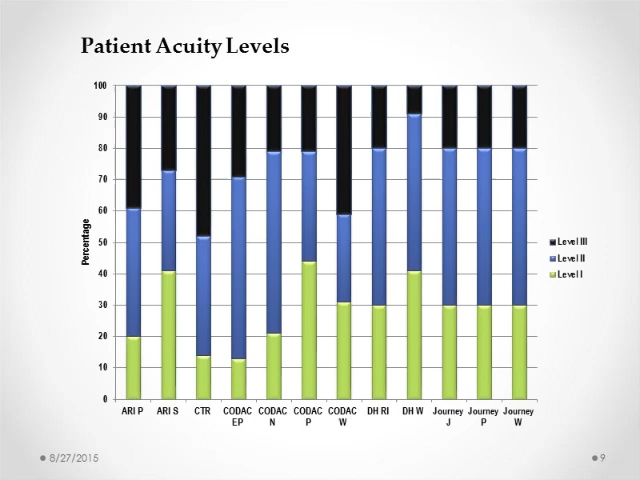 Patient Acuity Levels
100
90
80
70
60
50
40
30
20
10
0
Percentage
ARI P
ARI S
CTR
CODAC
EP
CODAC
N
CODAC
P
CODAC
W
DH RI
DH W
Journey
J
Journey
P
Journey
W
Level III
Level II
Level I
8/27/2015
9